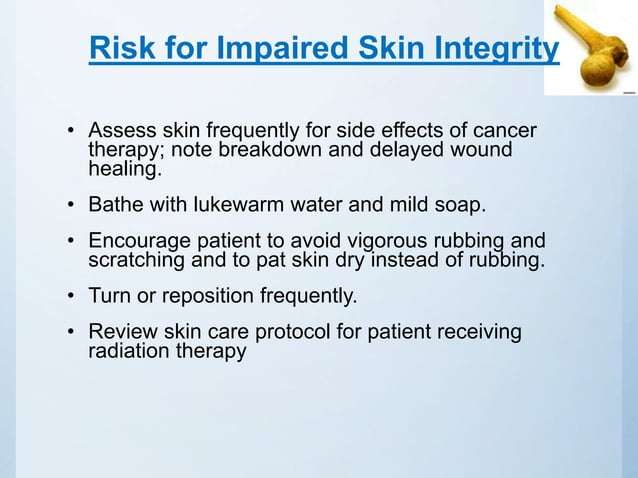 Risk for Impaired Skin Integrity
• Assess skin frequently for side effects of cancer
therapy; note breakdown and delayed wound
healing.
• Bathe with lukewarm water and mild soap.
• Encourage patient to avoid vigorous rubbing and
scratching and to pat skin dry instead of rubbing.
• Turn or reposition frequently.
• Review skin care protocol for patient receiving
radiation therapy